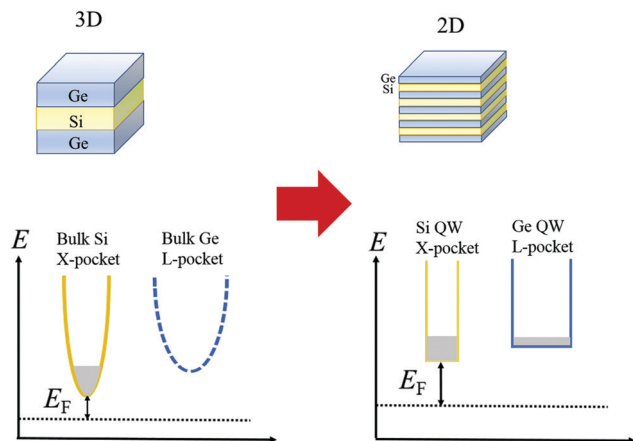 3D
2D
Ge
Si
Ge
Ge
Si
E
Bulk Si
X-pocket
Bulk Ge
L-pocket
E_F
E
Si QW
X-pocket
Ge QW
L-pocket
E_F